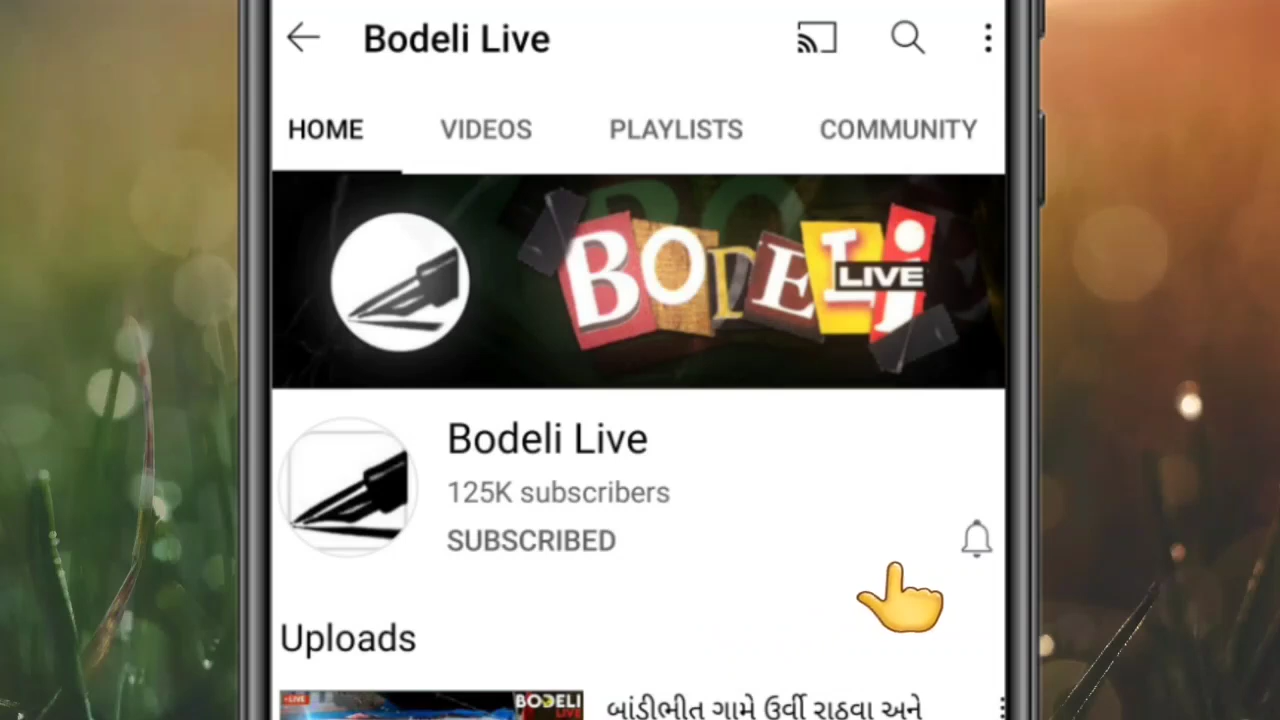 Bodeli Live
HOME VIDEOS PLAYLISTS COMMUNITY
BODELi
LIVE
Bodeli Live
125K subscribers
SUBSCRIBED
Uploads
LIVE
BODELI
LIVE
બાંડીભીત ગામે ઉર્વી રાઠવા અને